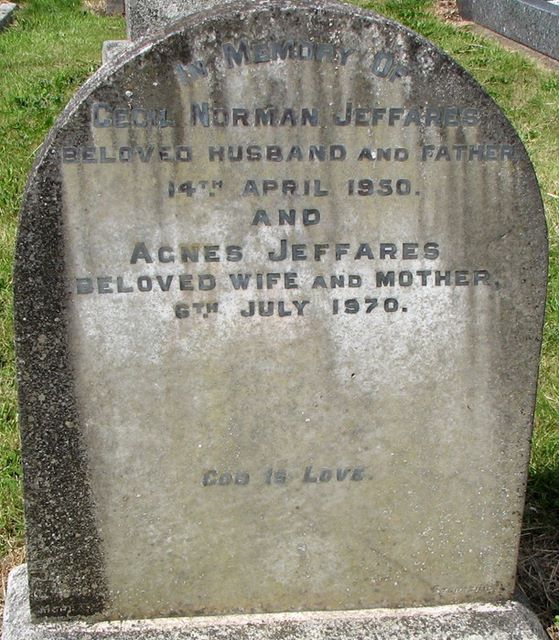 In Memory Of
Cecil Norman Jeffares
Beloved Husband and Father
14th April 1950.
And
Agnes Jeffares
Beloved Wife and Mother,
6th July 1970.
God is Love.